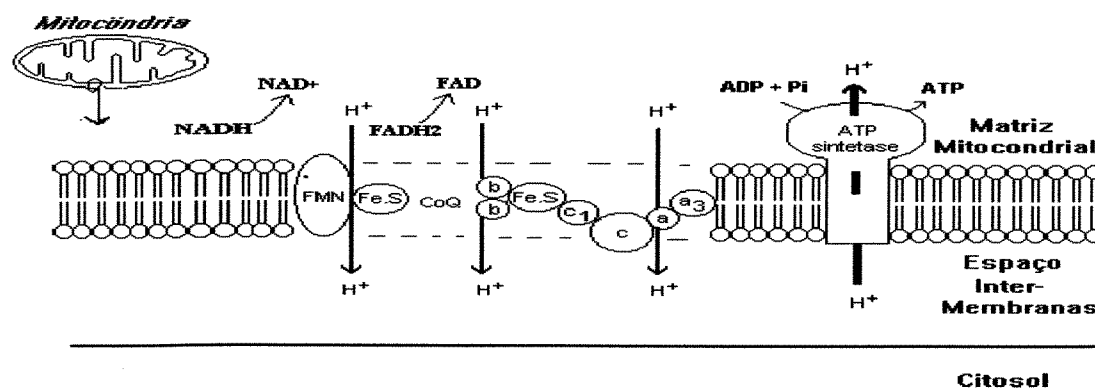 Mitocôndria
NAD+
NADH
FAD
FADH2
H+
H+
H+
ADP + Pi
H+
ATP
ATP
sintetase
Matriz
Mitocondrial
FMN
Fe.S
CoQ
b
b
Fe.S
c1
c
a
a3
H+
H+
H+
H+
Espaço
Inter-
Membranas
Citosol